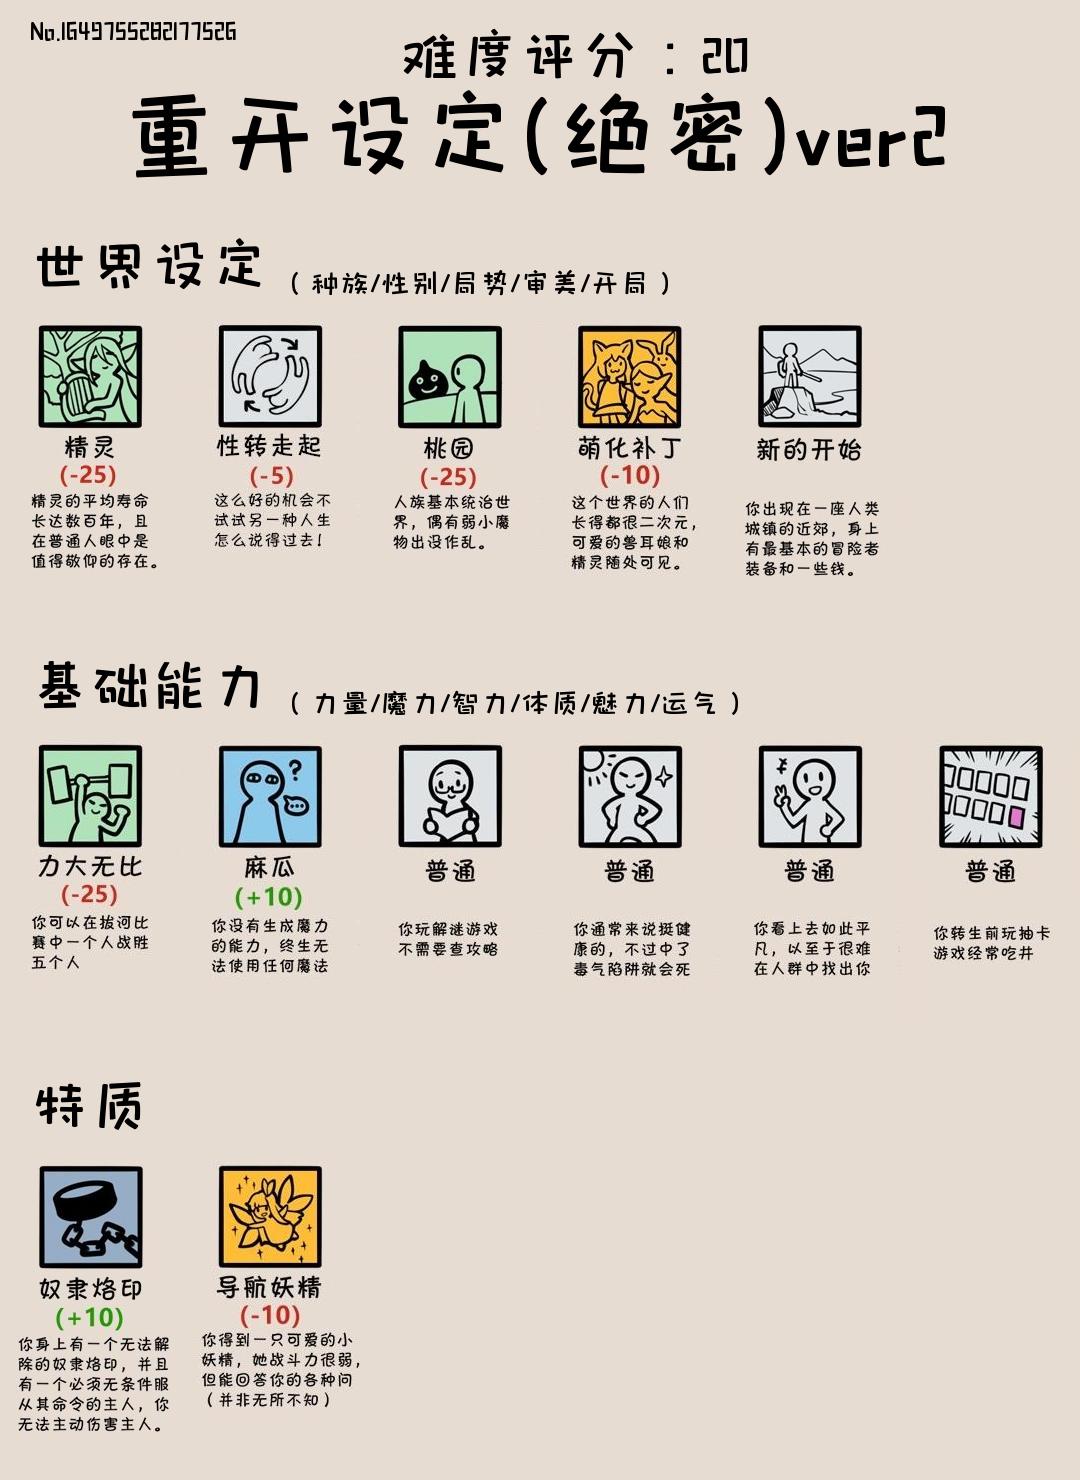 No.1649755282177526
难度评分：20
重开设定(绝密)ver2
世界设定（种族/性别/局势/审美/开局）
精灵
(-25)
精灵的平均寿命
长达数百年，且
在普通人眼中是
值得敬仰的存在。
性转走起
(-5)
这么好的机会不
试试另一种人生
怎么说得过去！
桃园
(-25)
人族基本统治世
界，偶有弱小魔
物出没作乱。
萌化补丁
(-10)
这个世界的人们
长得都很二次元，
可爱的兽耳娘和
精灵随处可见。
新的开始
你出现在一座人类
城镇的近郊，身上
有最基本的冒险者
装备和一些钱。
基础能力（力量/魔力/智力/体质/魅力/运气）
力大无比
(-25)
你可以在拔河比
赛中一个人战胜
五个人
麻瓜
(+10)
你没有生成魔力
的能力，终生无
法使用任何魔法
普通
你玩解谜游戏
不需要查攻略
普通
你通常来说挺健
康的，不过中了
毒气陷阱就会死
普通
你看上去如此平
凡，以至于很难
在人群中找出你
普通
你转生前玩抽卡
游戏经常吃井
特质
奴隶烙印
(+10)
你身上有一个无法解
除的奴隶烙印，并且
有一个必须无条件服
从其命令的主人，你
无法主动伤害主人。
导航妖精
(-10)
你得到一只可爱的小
妖精，她战斗力很弱，
但能回答你的各种问
（并非无所不知）